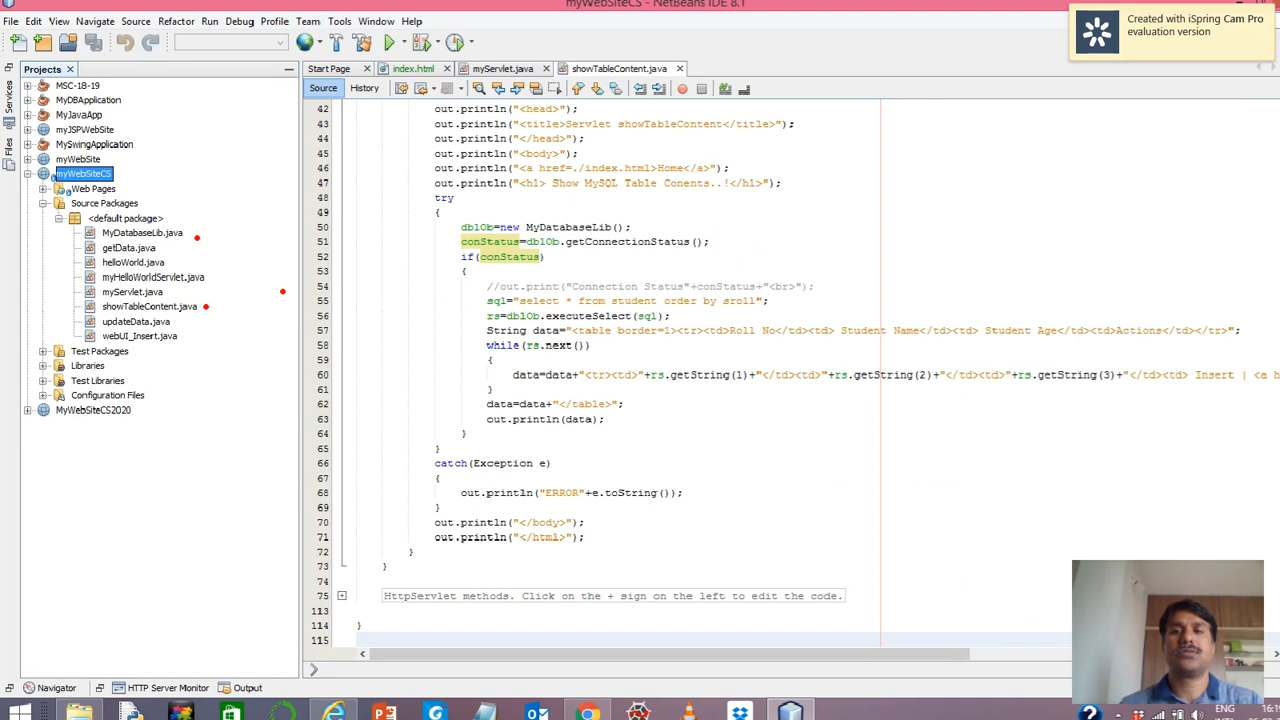 myWebSiteCS - NetBeans IDE 8.1
Created with iSpring Cam Pro
evaluation version
File Edit View Navigate Source Refactor Run Debug Profile Team Tools Window Help
Projects
Start Page
index.html
myServlet.java
showTableContent.java
Services
Files
Source History
MSC-18-19
MyDBApplication
MyJavaApp
myJSPWebSite
MySwingApplication
myWebSite
myWebSiteCS
Web Pages
Source Packages
<default package>
MyDatabaseLib.java
getData.java
helloWorld.java
myHelloWorldServlet.java
myServlet.java
showTableContent.java
updateData.java
webUI_Insert.java
Test Packages
Libraries
Test Libraries
Configuration Files
MyWebSiteCS2020
42 out.println("<head>");
43 out.println("<title>Servlet showTableContent</title>");
44 out.println("</head>");
45 out.println("<body>");
46 out.println("<a href=./index.html>Home</a>");
47 out.println("<h1> Show MySQL Table Conents..!</h1>");
48 try
49 {
50 dblOb=new MyDatabaseLib();
51 conStatus=dblOb.getConnectionStatus();
52 if(conStatus)
53 {
54 //out.print("Connection Status"+conStatus+"<br>");
55 sql="select * from student order by sroll";
56 rs=dblOb.executeSelect(sql);
57 String data="<table border=1><tr><td>Roll No</td><td> Student Name</td><td> Student Age</td><td>Actions</td></tr>";
58 while(rs.next())
59 {
60 data=data+"<tr><td>"+rs.getString(1)+"</td><td>"+rs.getString(2)+"</td><td>"+rs.getString(3)+"</td><td> Insert | <a h
61 }
62 data=data+"</table>";
63 out.println(data);
64 }
65 }
66 catch(Exception e)
67 {
68 out.println("ERROR"+e.toString());
69 }
70 out.println("</body>");
71 out.println("</html>");
72 }
73 }
74
75 HttpServlet methods. Click on the + sign on the left to edit the code.
113
114 }
115
Navigator HTTP Server Monitor Output
ENG
16:19